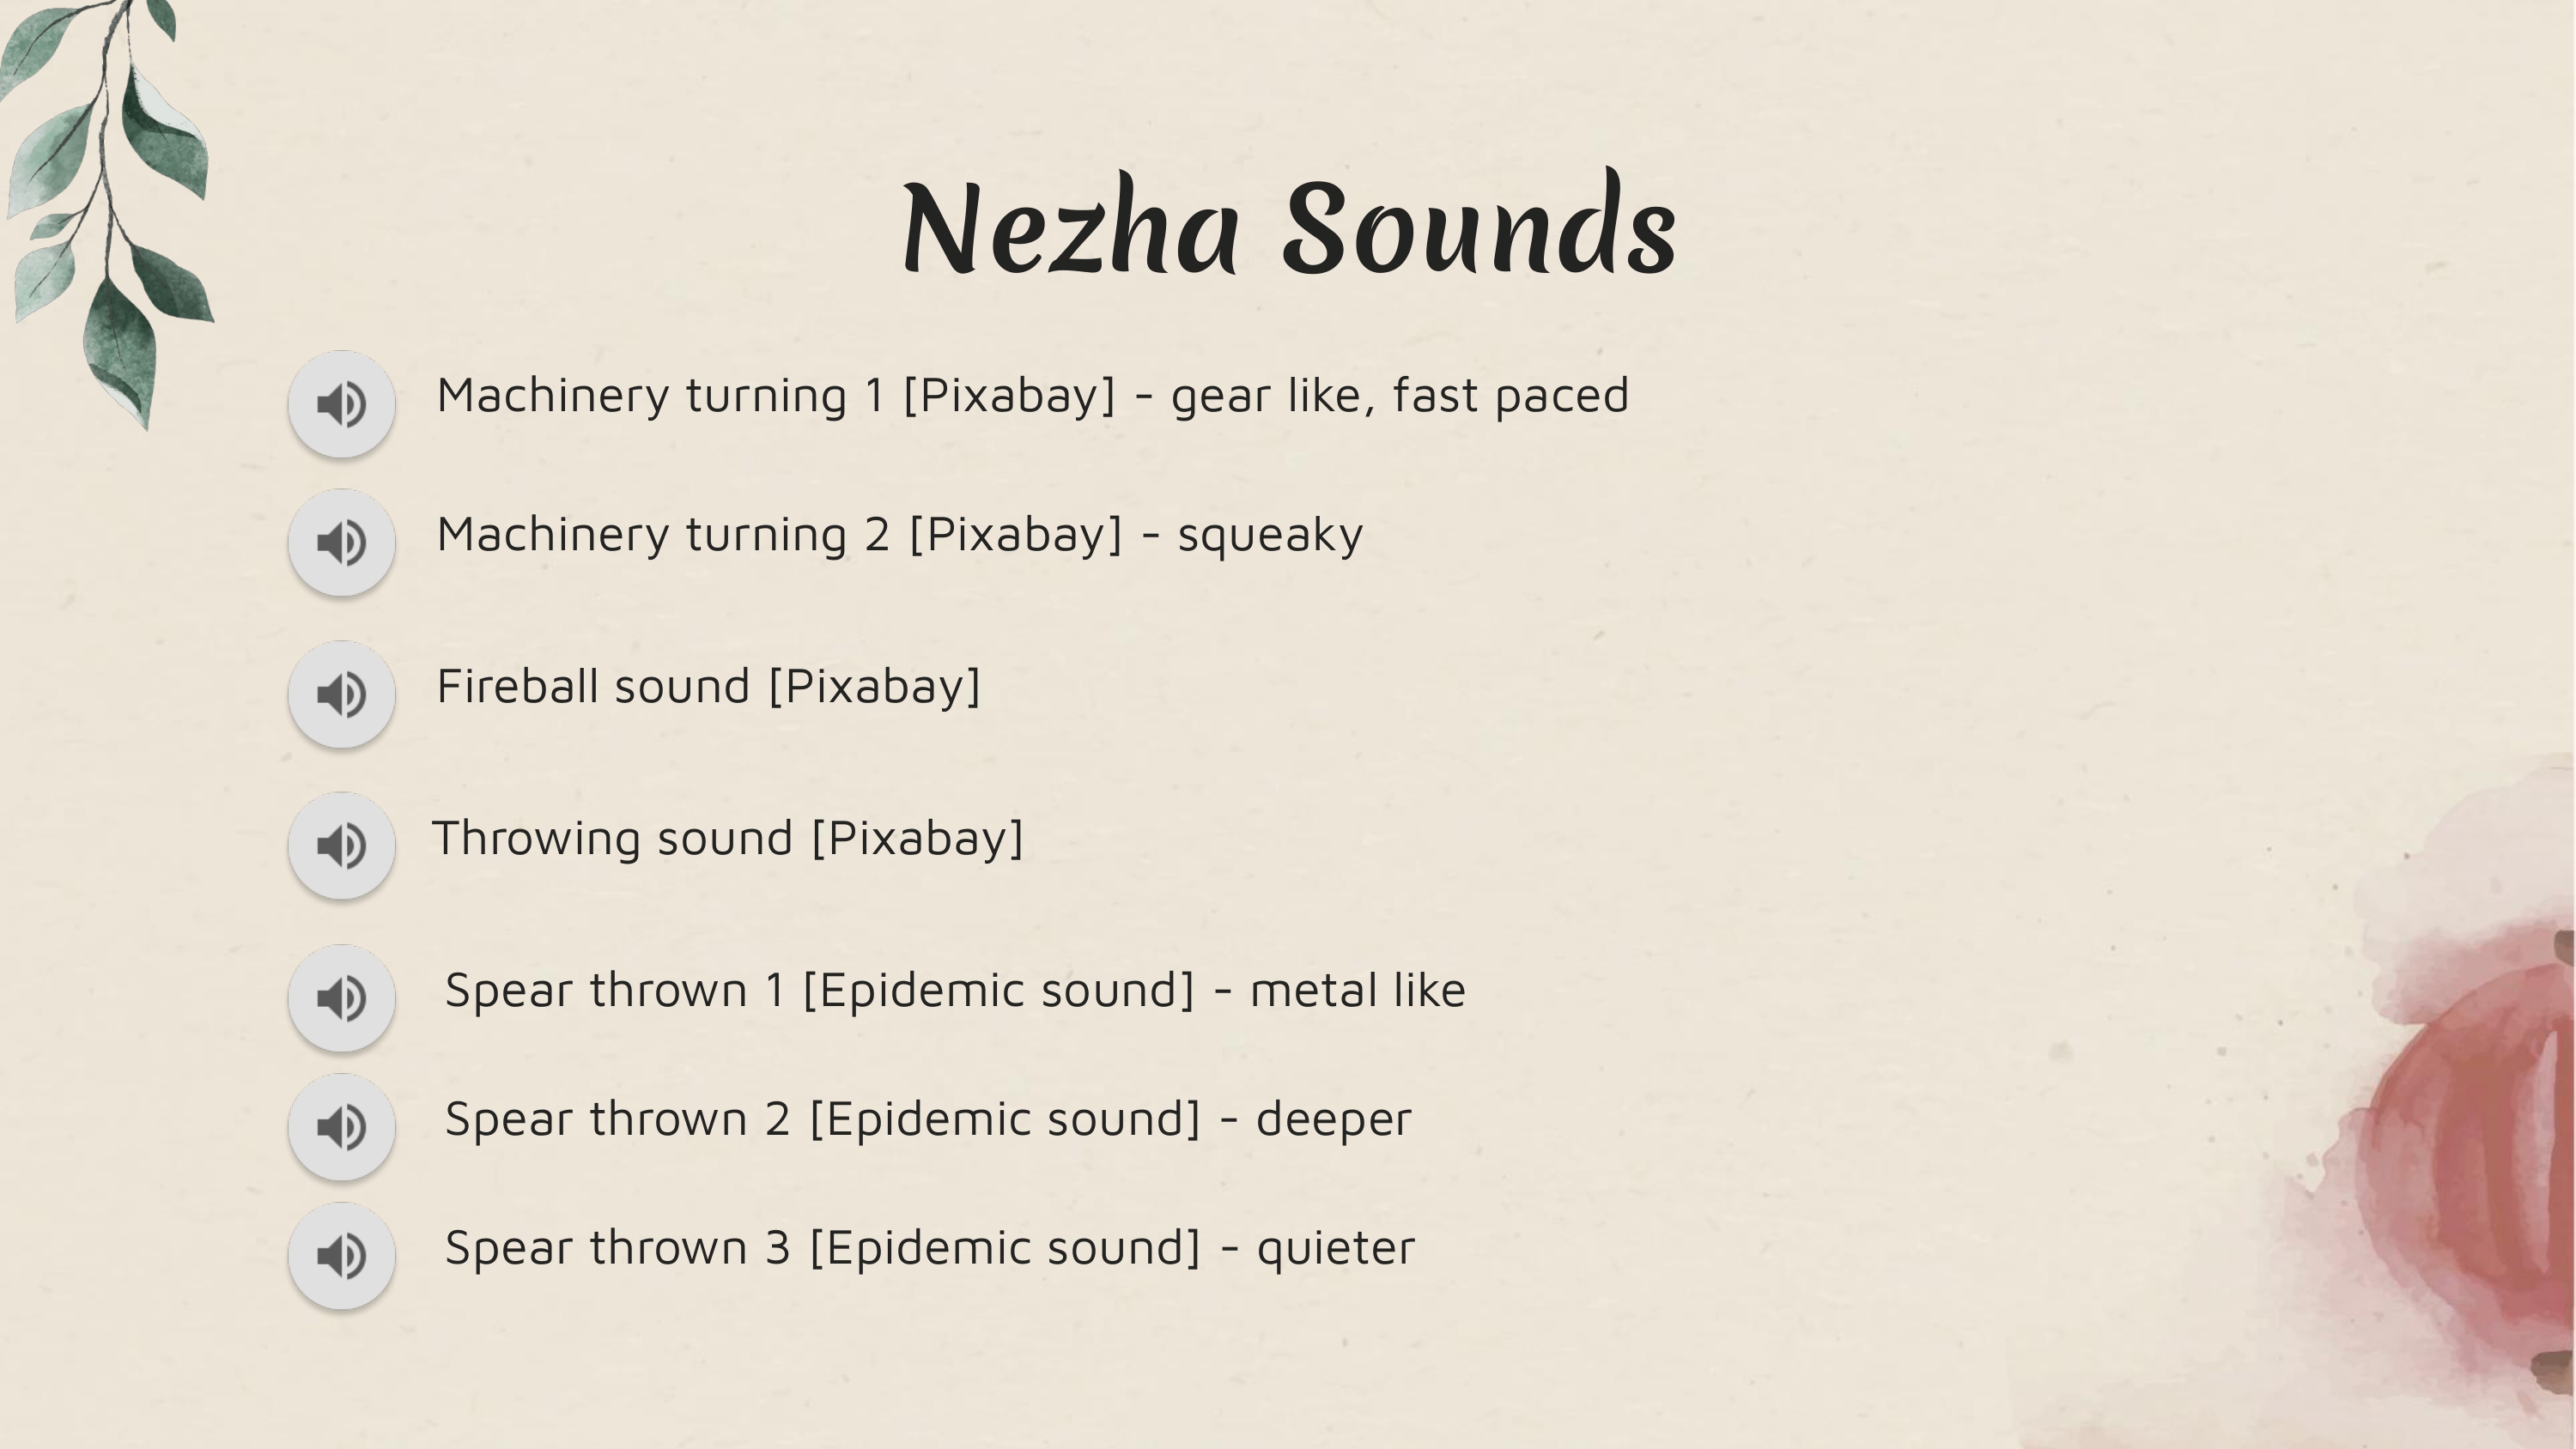 Nezha Sounds
Machinery turning 1 [Pixabay] - gear like, fast paced
Machinery turning 2 [Pixabay] - squeaky
Fireball sound [Pixabay]
Throwing sound [Pixabay]
Spear thrown 1 [Epidemic sound] - metal like
Spear thrown 2 [Epidemic sound] - deeper
Spear thrown 3 [Epidemic sound] - quieter